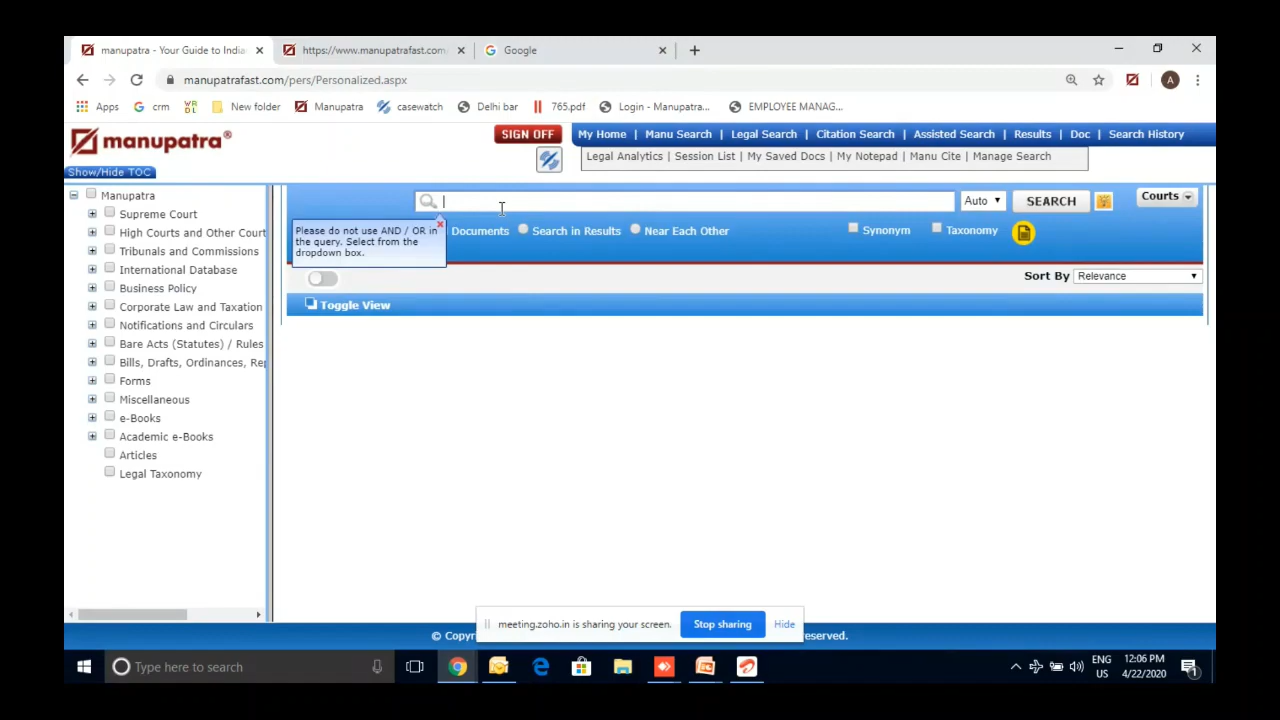 manupatra - Your Guide to India
https://www.manupatrafast.com/
Google
manupatrafast.com/pers/Personalized.aspx
A
Apps
crm
New folder
Manupatra
casewatch
Delhi bar
765.pdf
Login - Manupatra...
EMPLOYEE MANAG...
manupatra®
SIGN OFF
My Home | Manu Search | Legal Search | Citation Search | Assisted Search | Results | Doc | Search History
Legal Analytics | Session List | My Saved Docs | My Notepad | Manu Cite | Manage Search
Show/Hide TOC
Manupatra
Supreme Court
High Courts and Other Court
Tribunals and Commissions
International Database
Business Policy
Corporate Law and Taxation
Notifications and Circulars
Bare Acts (Statutes) / Rules
Bills, Drafts, Ordinances, Rep
Forms
Miscellaneous
e-Books
Academic e-Books
Articles
Legal Taxonomy
Auto
SEARCH
Courts
Please do not use AND / OR in
the query. Select from the
dropdown box.
Documents
Search in Results
Near Each Other
Synonym
Taxonomy
Sort By
Relevance
Toggle View
meeting.zoho.in is sharing your screen.
Stop sharing
Hide
© Copyr
reserved.
Type here to search
ENG
US
12:06 PM
4/22/2020
1